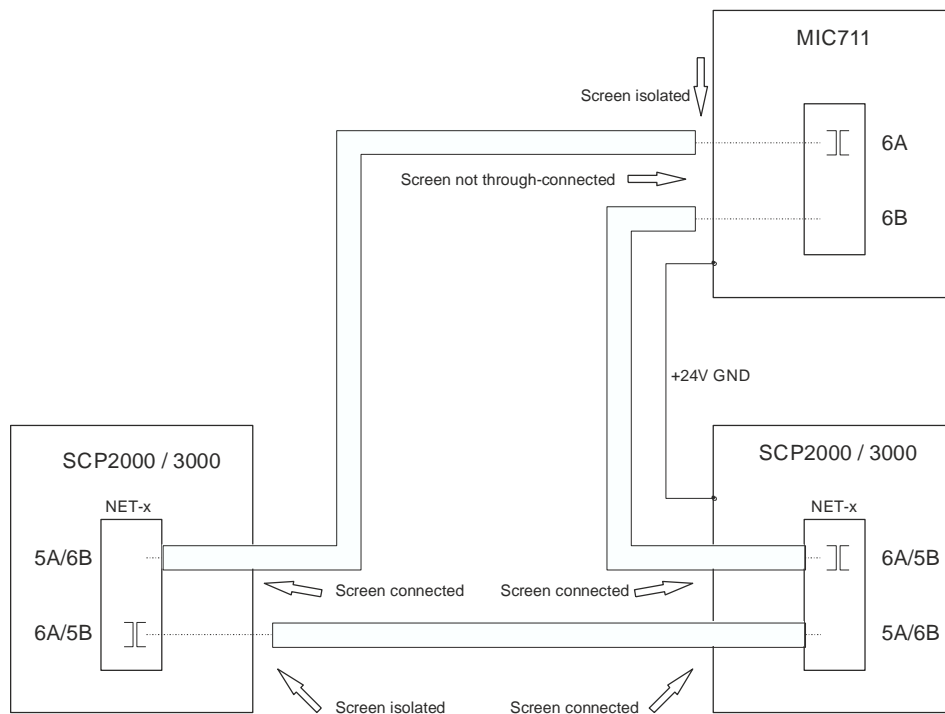 MIC711
Screen isolated
6A
Screen not through-connected
6B
+24V GND
SCP2000 / 3000
SCP2000 / 3000
NET-x
NET-x
5A/6B
6A/5B
Screen connected
Screen connected
6A/5B
5A/6B
Screen isolated
Screen connected